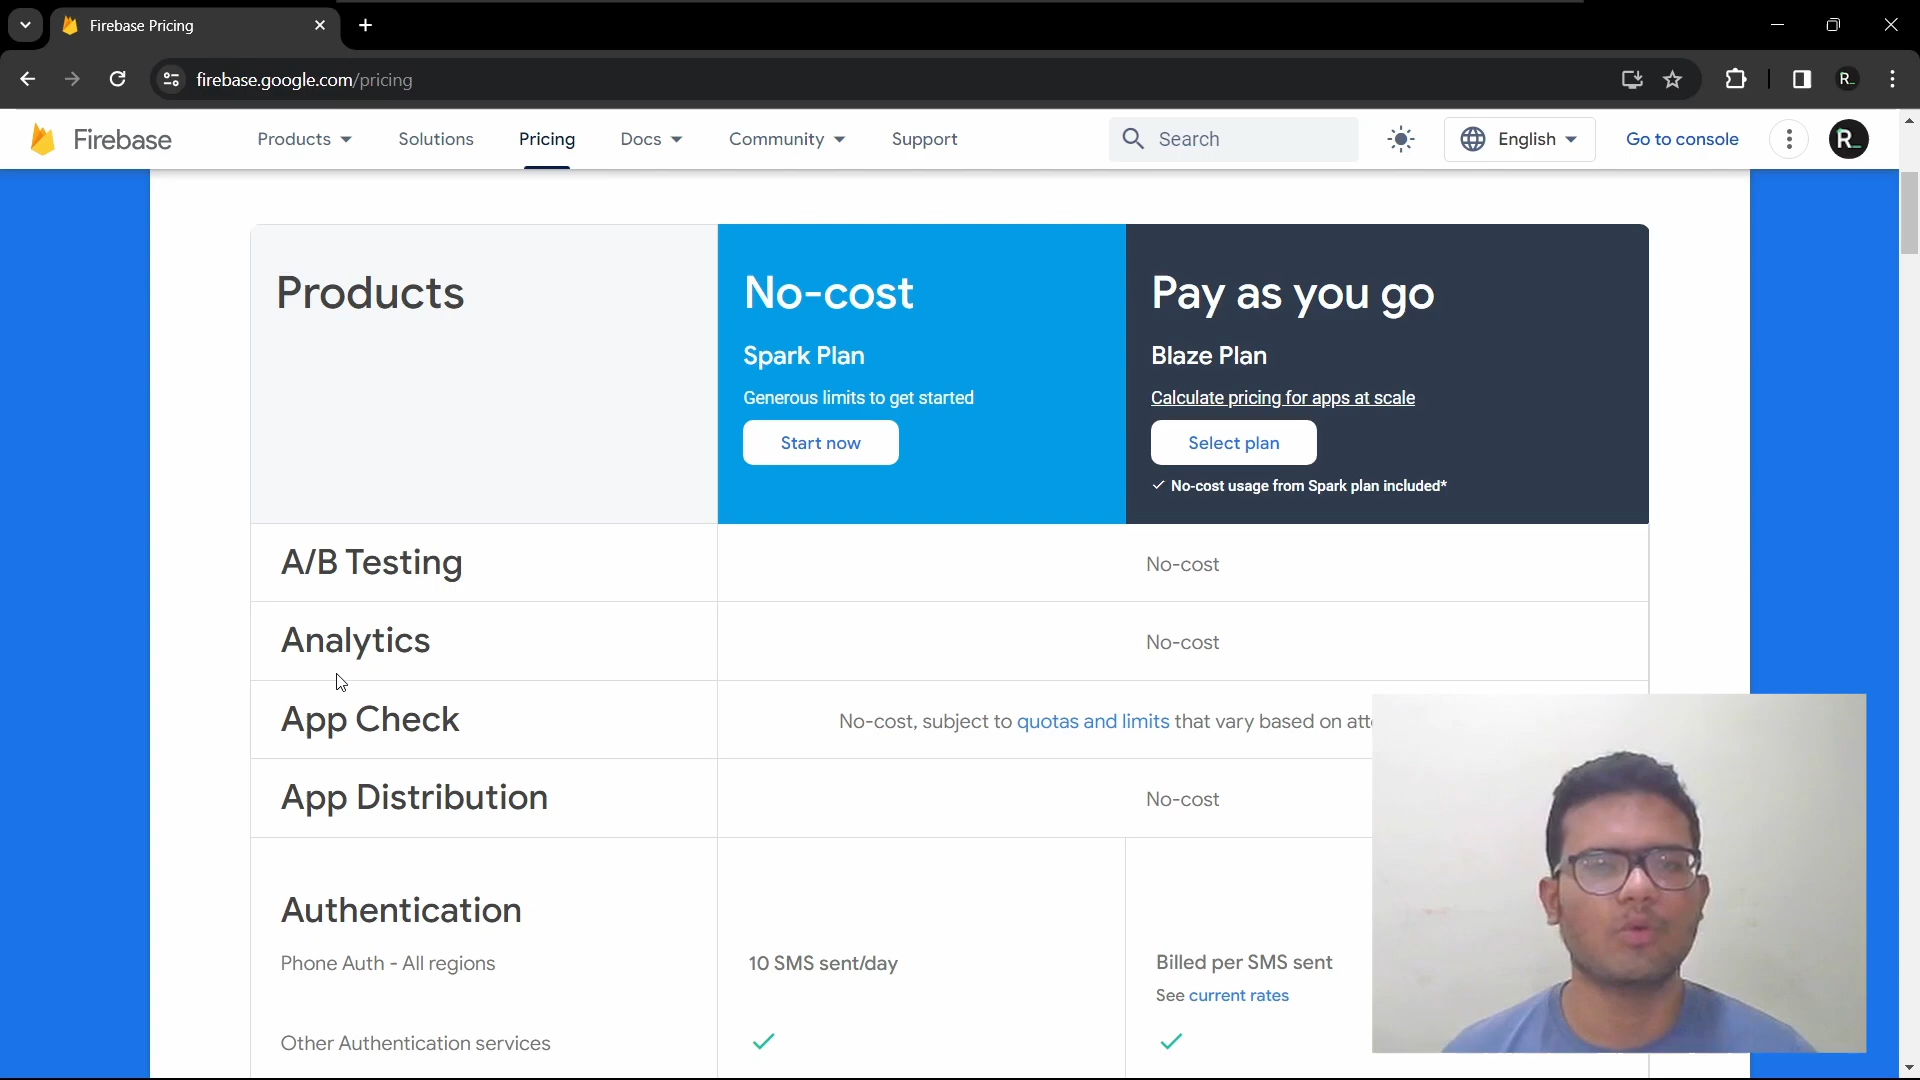 Firebase Pricing
firebase.google.com/pricing
R_
Firebase
Products
Solutions
Pricing
Docs
Community
Support
Search
English
Go to console
R_
Products
No-cost
Spark Plan
Generous limits to get started
Start now
Pay as you go
Blaze Plan
Calculate pricing for apps at scale
Select plan
✓ No-cost usage from Spark plan included*
A/B Testing
No-cost
Analytics
No-cost
App Check
No-cost, subject to quotas and limits that vary based on
App Distribution
No-cost
Authentication
Phone Auth - All regions
10 SMS sent/day
Billed per SMS sent
See current rates
Other Authentication services